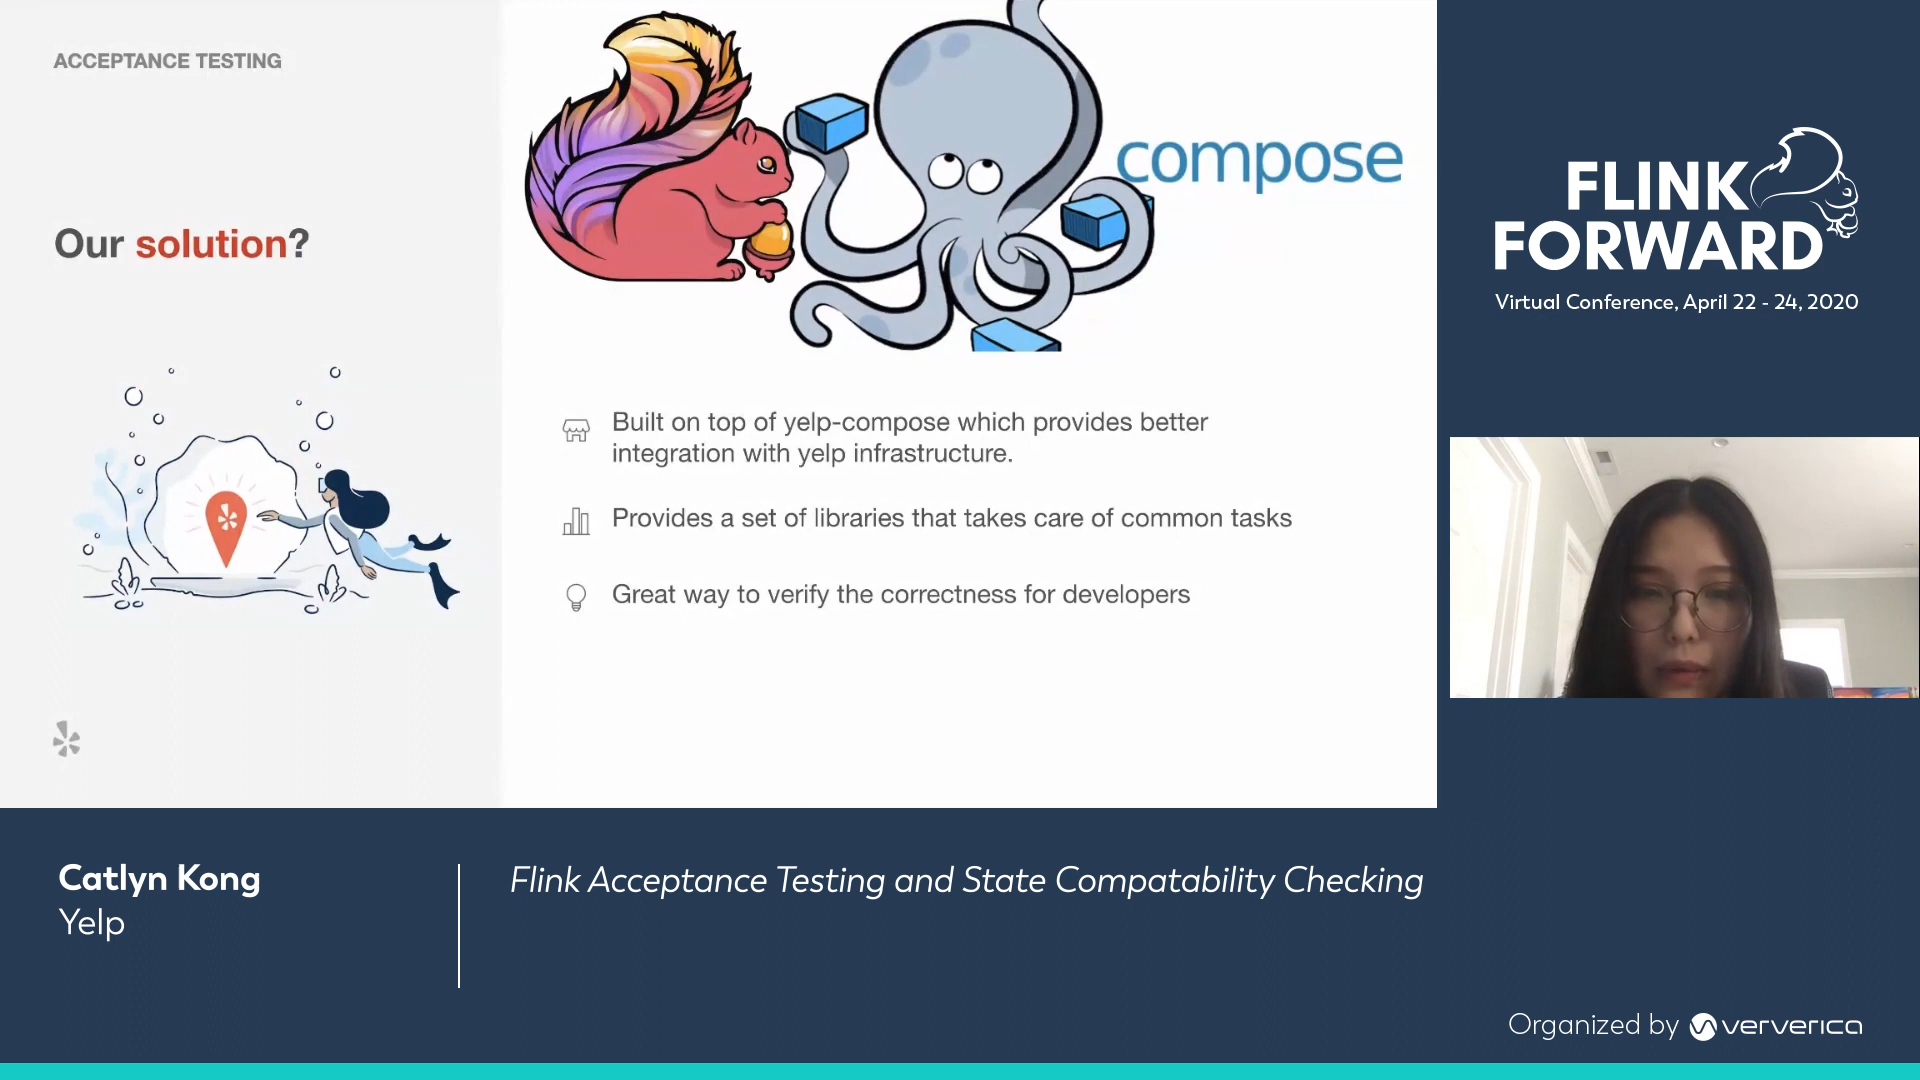 ACCEPTANCE TESTING
Our solution?
compose
Built on top of yelp-compose which provides better
integration with yelp infrastructure.
Provides a set of libraries that takes care of common tasks
Great way to verify the correctness for developers
FLINK
FORWARD
Virtual Conference, April 22 - 24, 2020
Catlyn Kong
Yelp
Flink Acceptance Testing and State Compatability Checking
Organized by ververica